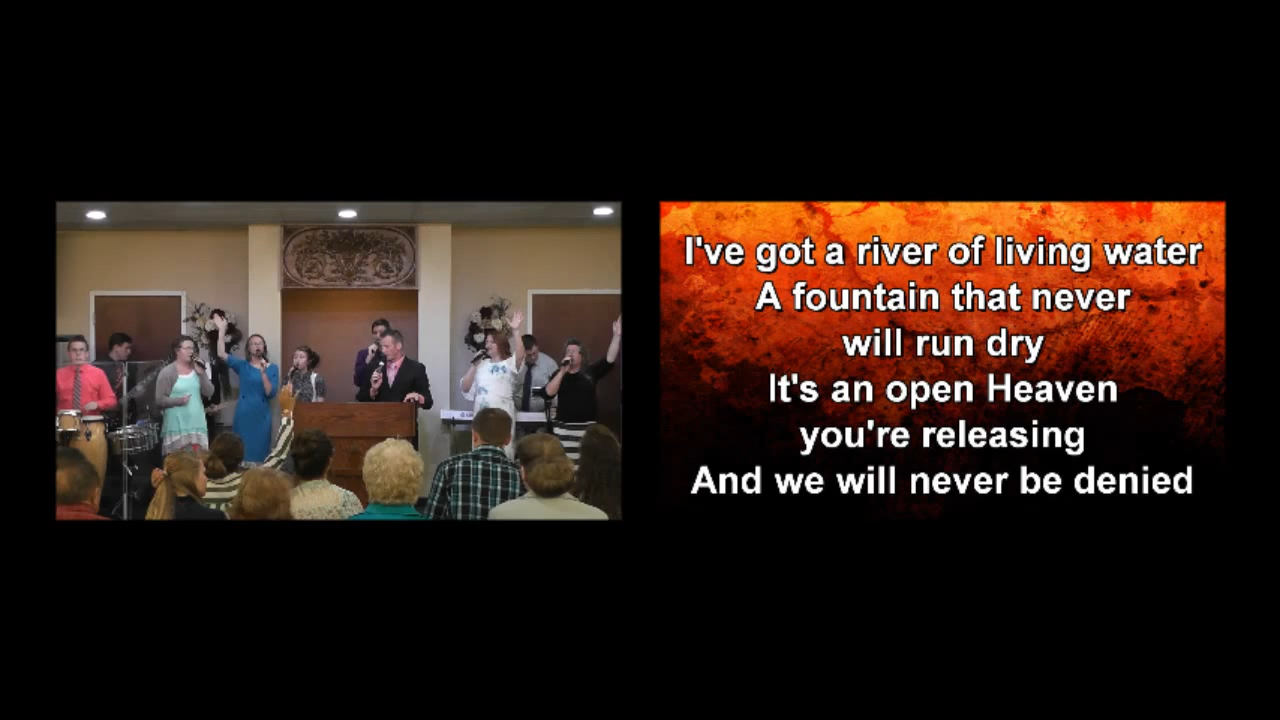 I've got a river of living water
A fountain that never
will run dry
It's an open Heaven
you're releasing
And we will never be denied